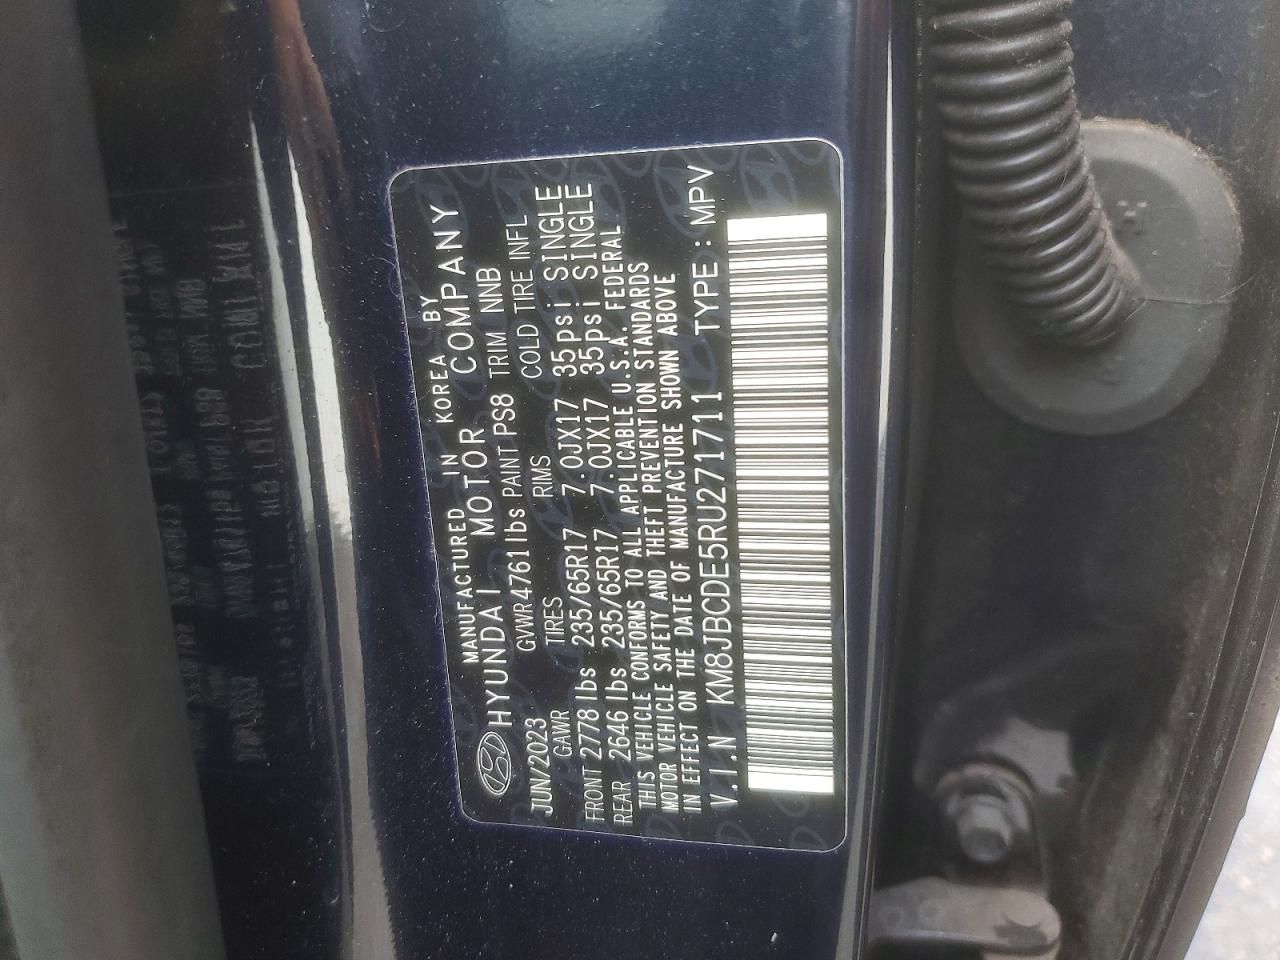 MANUFACTURED IN KOREA BY
HYUNDAI MOTOR COMPANY
JUN/2023 GVWR4761lbs PAINT PS8 TRIM NNB
GAWR TIRES RIMS COLD TIRE INFL
FRONT 2778 lbs 235/65R17 7.0JX17 35psi SINGLE
REAR 2646 lbs 235/65R17 7.0JX17 35psi SINGLE
THIS VEHICLE CONFORMS TO ALL APPLICABLE U.S.A. FEDERAL
MOTOR VEHICLE SAFETY AND THEFT PREVENTION STANDARDS
IN EFFECT ON THE DATE OF MANUFACTURE SHOWN ABOVE
V.I.N KM8JBCDE5RU271711 TYPE: MPV
H